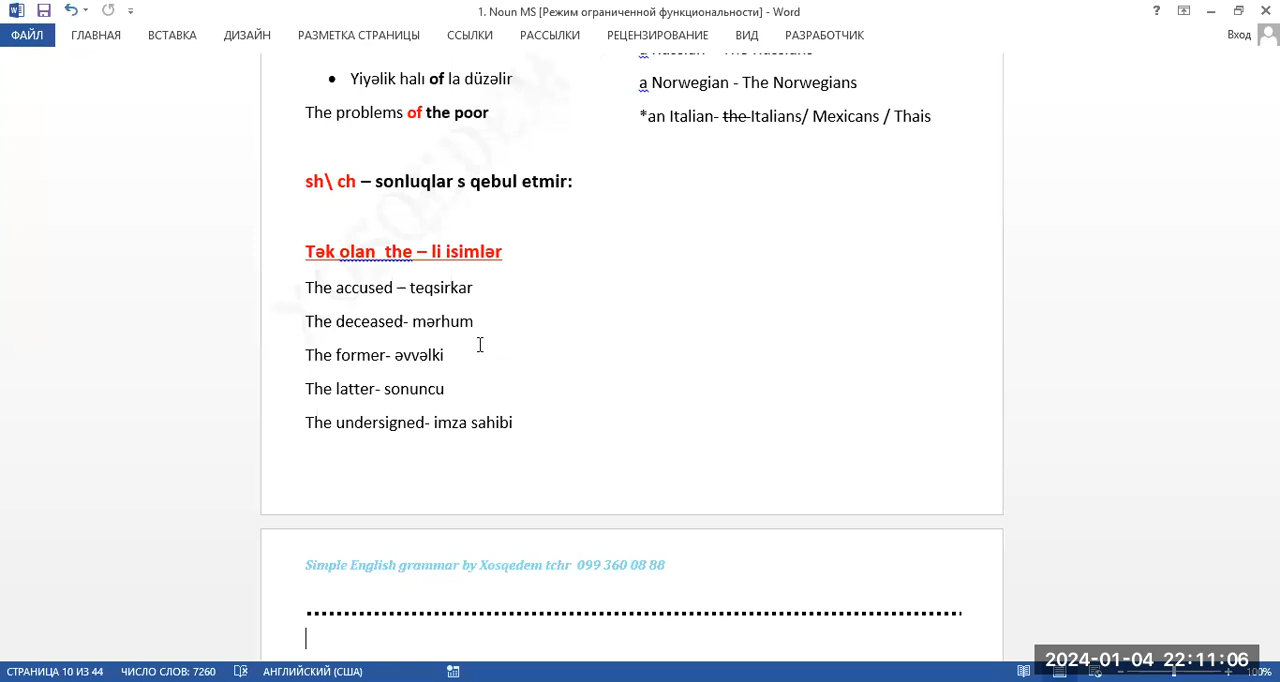 1. Noun MS [Режим ограниченной функциональности] - Word
?
ФАЙЛ ГЛАВНАЯ ВСТАВКА ДИЗАЙН РАЗМЕТКА СТРАНИЦЫ ССЫЛКИ РАССЫЛКИ РЕЦЕНЗИРОВАНИЕ ВИД РАЗРАБОТЧИК Вход
• Yiyəlik halı of la düzəlir
The problems of the poor
a Russian - The Russians
a Norwegian - The Norwegians
*an Italian- the Italians/ Mexicans / Thais
sh\ ch – sonluqlar s qebul etmir:
Tək olan the – li isimlər
The accused – teqsirkar
The deceased- mərhum
The former- əvvəlki
The latter- sonuncu
The undersigned- imza sahibi
Simple English grammar by Xosqedem tchr 099 360 08 88
СТРАНИЦА 10 ИЗ 44 ЧИСЛО СЛОВ: 7260 АНГЛИЙСКИЙ (США)
2024-01-04 22:11:06
100%